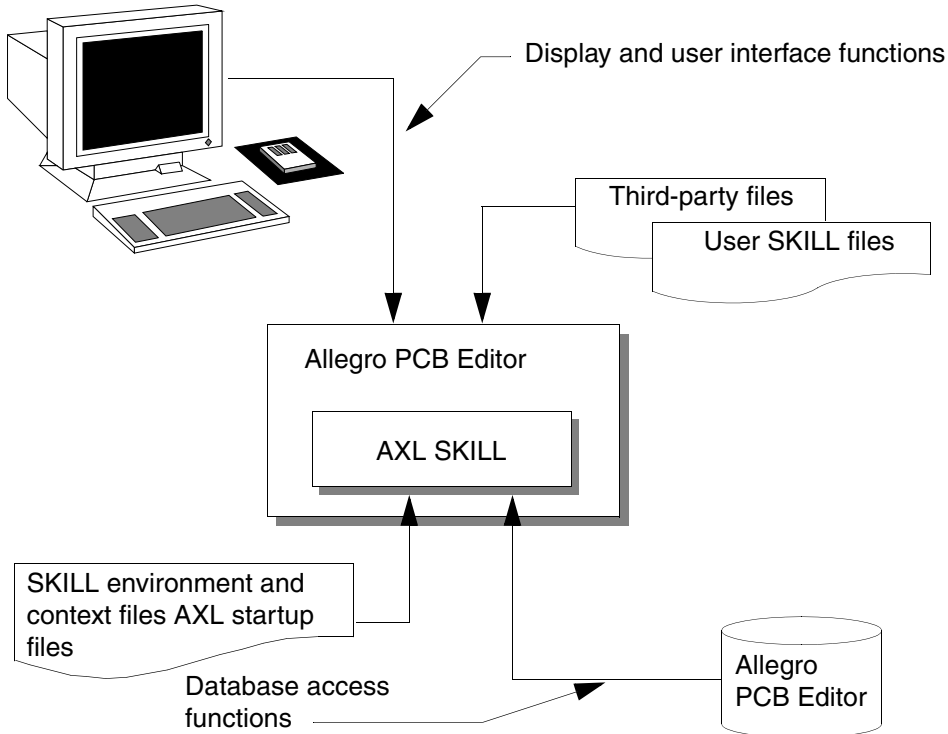 Display and user interface functions
Third-party files
User SKILL files
Allegro PCB Editor
AXL SKILL
SKILL environment and
context files AXL startup
files
Database access
functions
Allegro
PCB Editor